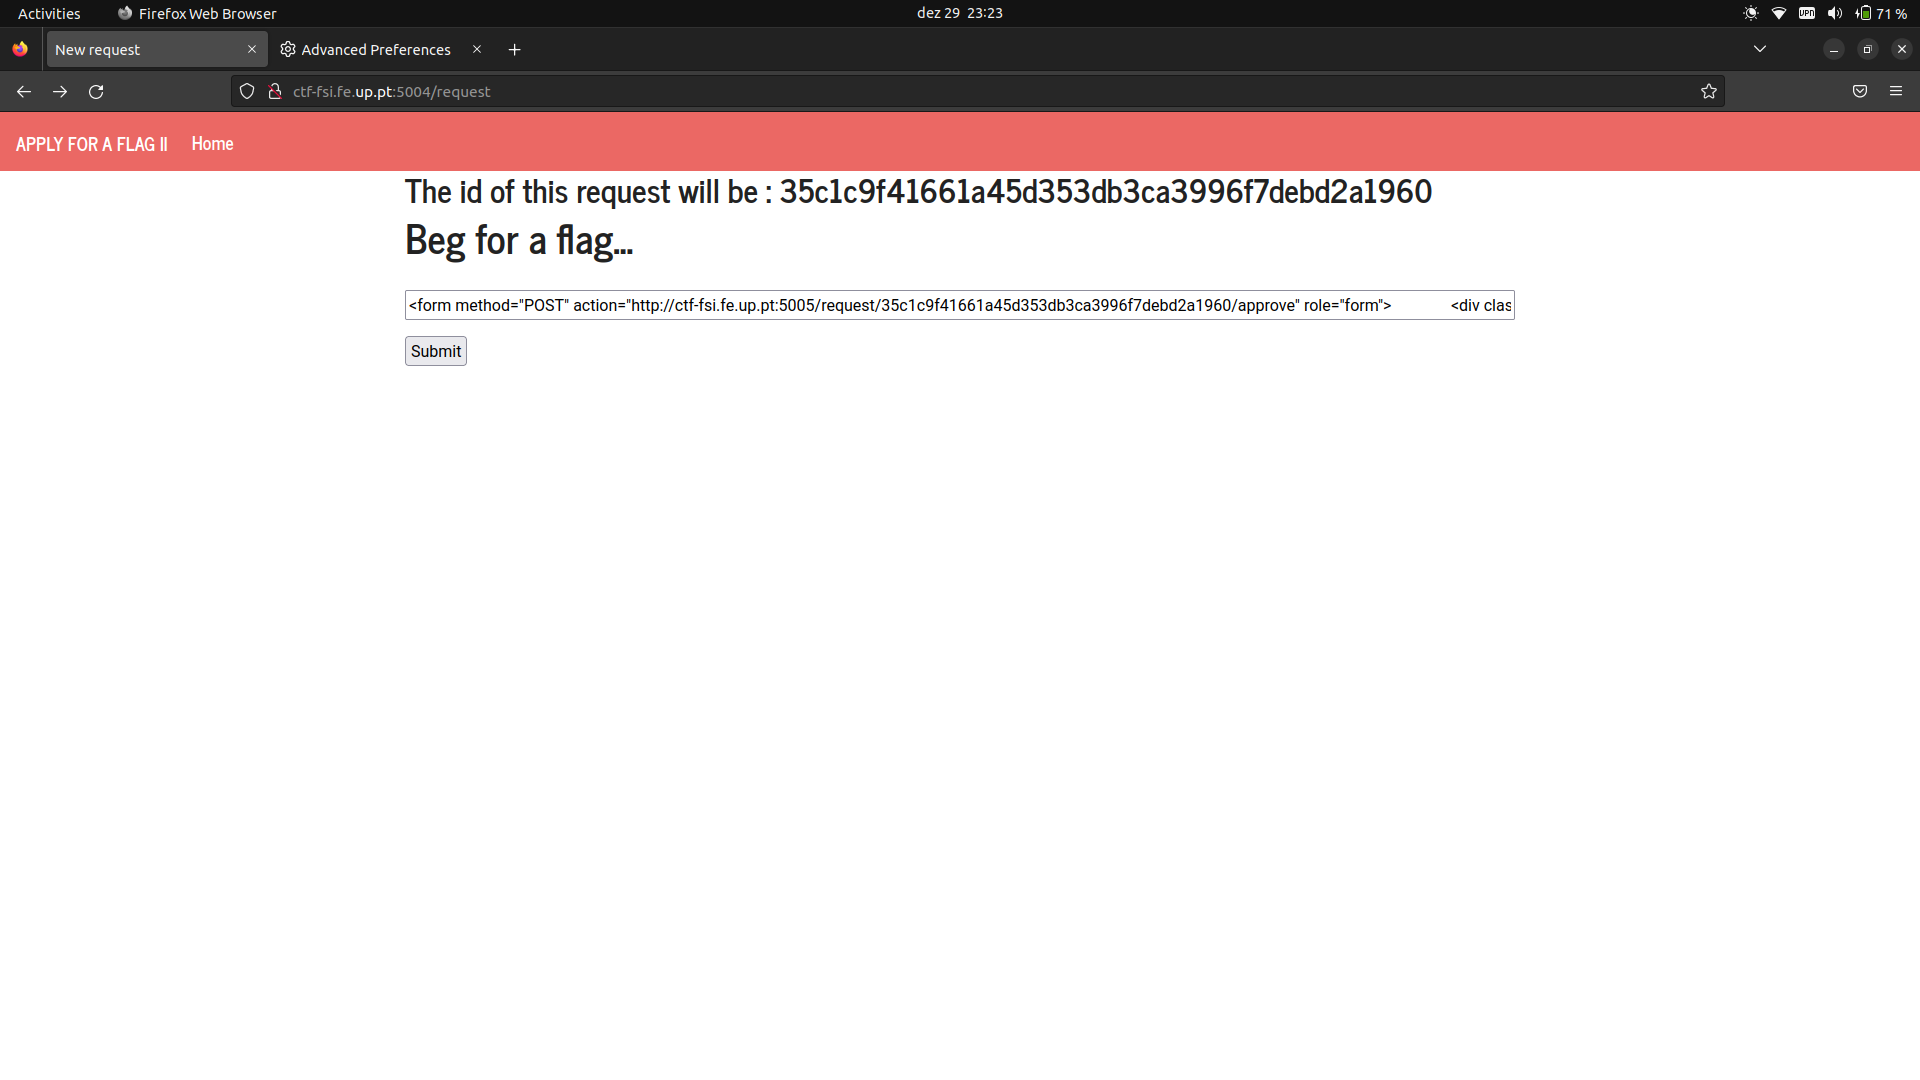 Activities Firefox Web Browser dez 29 23:23 VPN 71 %
New request Advanced Preferences
ctf-fsi.fe.up.pt:5004/request
APPLY FOR A FLAG II Home
The id of this request will be : 35c1c9f41661a45d353db3ca3996f7debd2a1960
Beg for a flag...
<form method="POST" action="http://ctf-fsi.fe.up.pt:5005/request/35c1c9f41661a45d353db3ca3996f7debd2a1960/approve" role="form"> <div clas
Submit